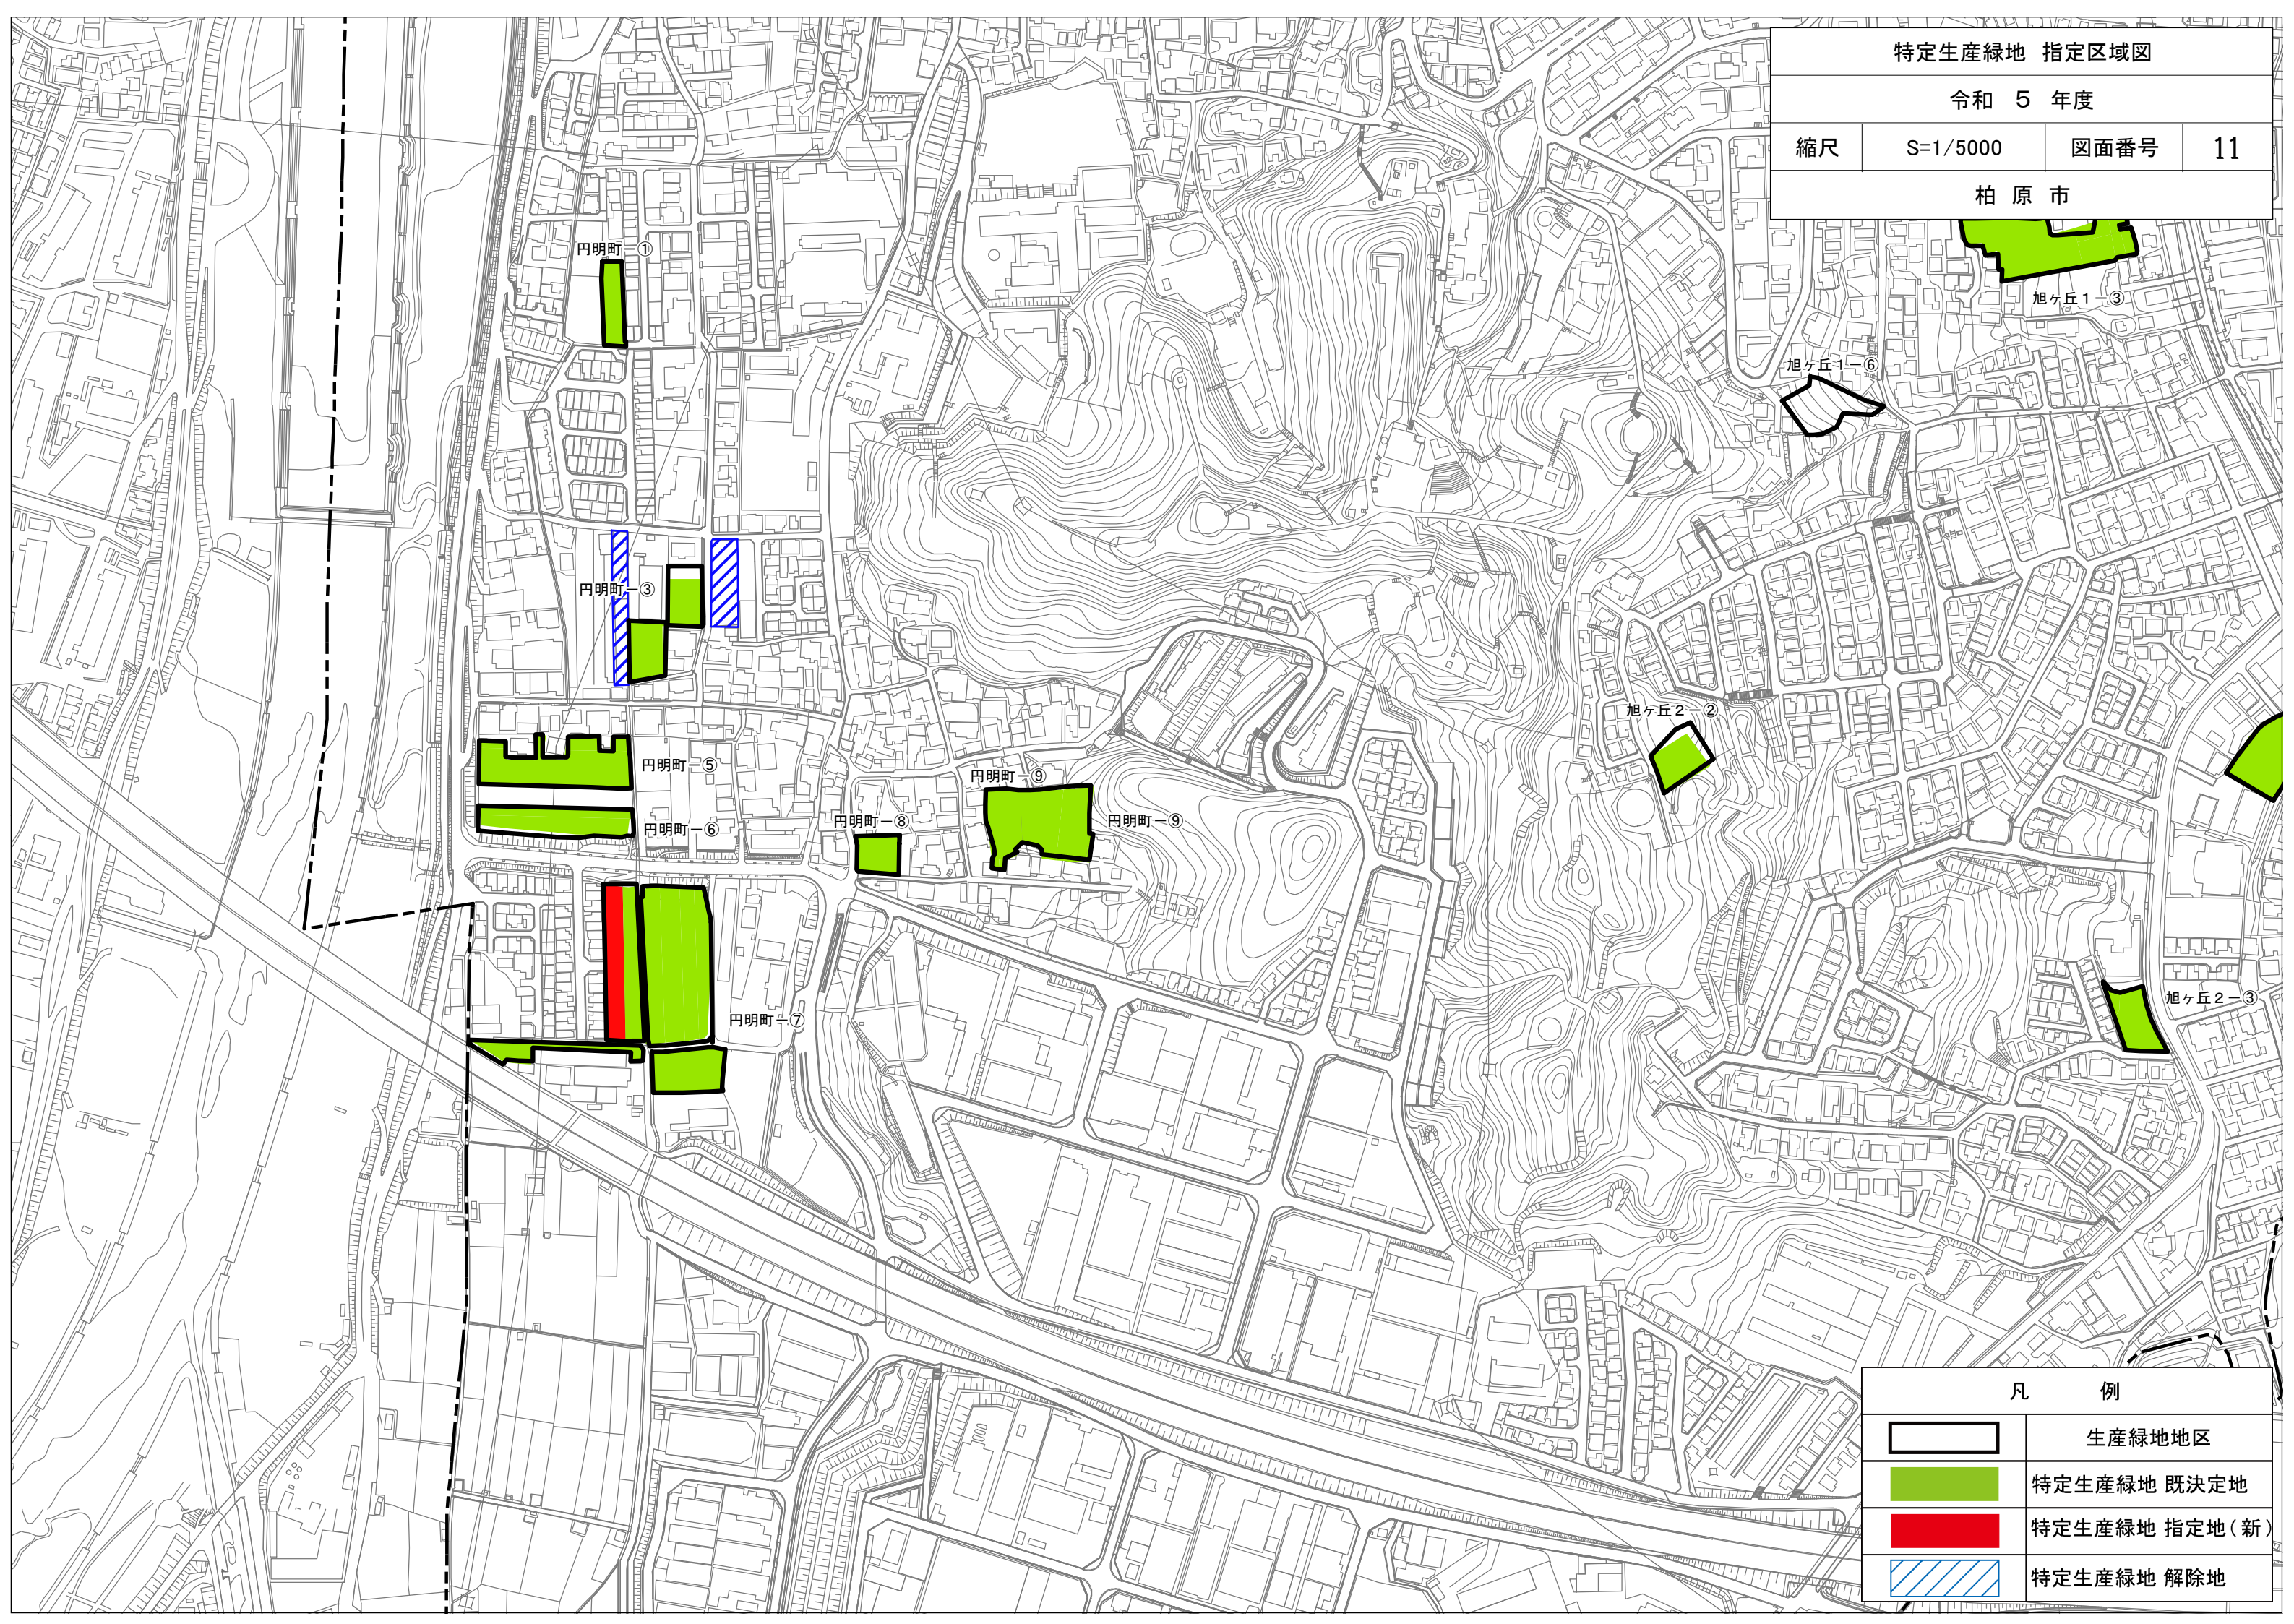 特定生産緑地 指定区域図
令和 5 年度
縮尺 S=1/5000 図面番号 11
柏原市
円明町-①
旭ヶ丘1-③
旭ヶ丘1-⑥
円明町-③
旭ヶ丘2-②
円明町-⑤
円明町-⑨
円明町-⑧
円明町-⑨
円明町-⑥
旭ヶ丘2-③
円明町-⑦
凡例
生産緑地地区
特定生産緑地 既決定地
特定生産緑地 指定地(新)
特定生産緑地 解除地